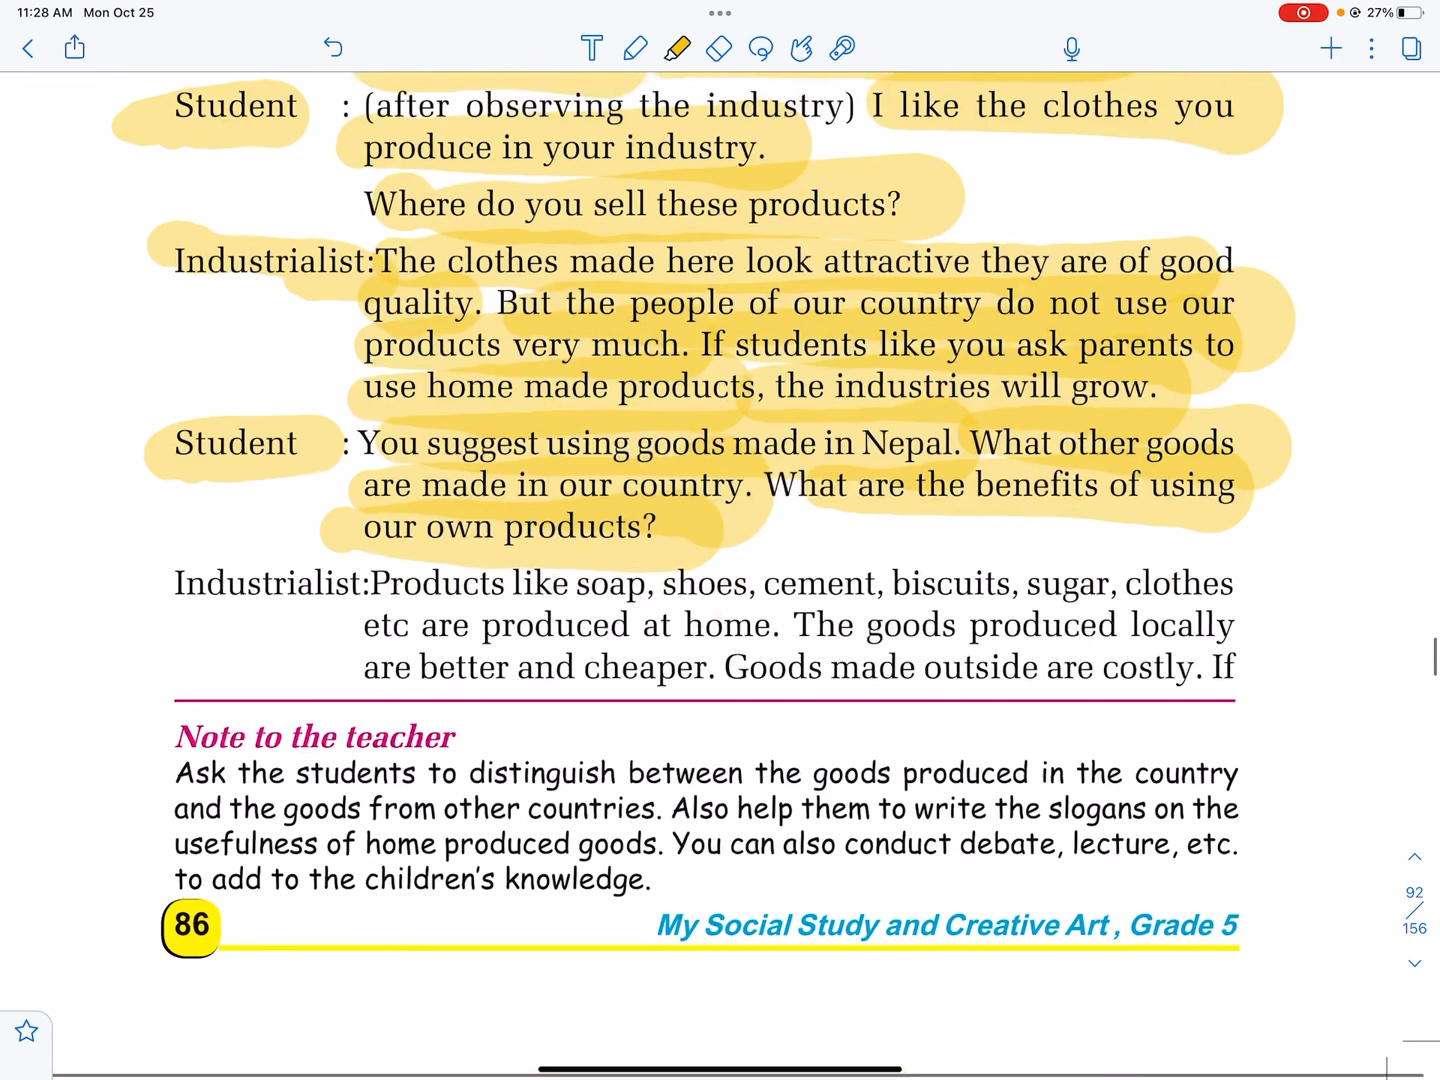 11:28 AM Mon Oct 25
27%
Student : (after observing the industry) I like the clothes you
produce in your industry.
Where do you sell these products?
Industrialist:The clothes made here look attractive they are of good
quality. But the people of our country do not use our
products very much. If students like you ask parents to
use home made products, the industries will grow.
Student : You suggest using goods made in Nepal. What other goods
are made in our country. What are the benefits of using
our own products?
Industrialist:Products like soap, shoes, cement, biscuits, sugar, clothes
etc are produced at home. The goods produced locally
are better and cheaper. Goods made outside are costly. If
Note to the teacher
Ask the students to distinguish between the goods produced in the country
and the goods from other countries. Also help them to write the slogans on the
usefulness of home produced goods. You can also conduct debate, lecture, etc.
to add to the children's knowledge.
86
My Social Study and Creative Art , Grade 5
92
/
156